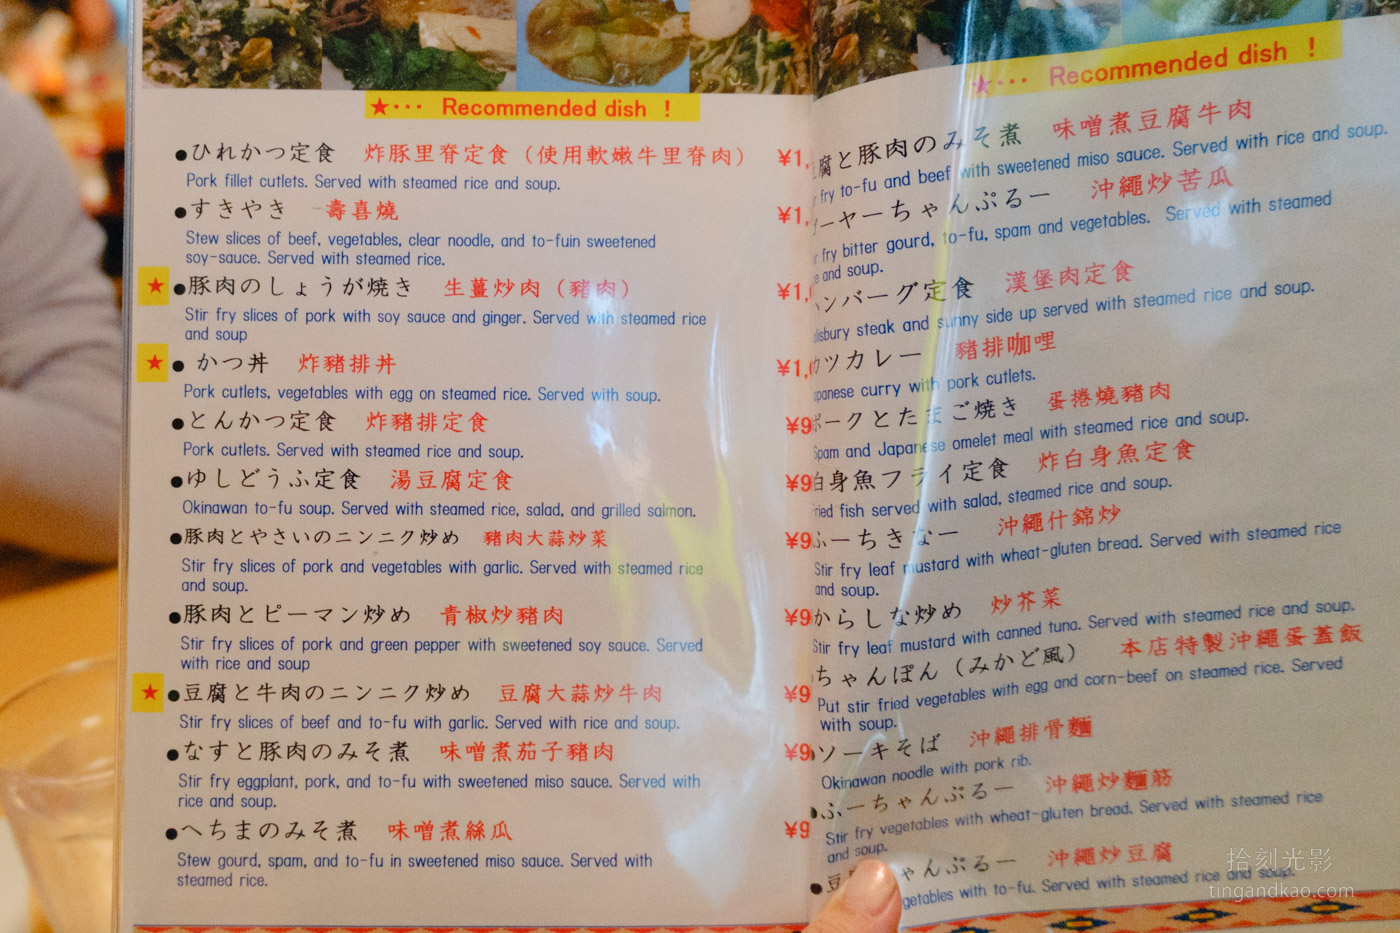 ★··· Recommended dish !
●ひれかつ定食 炸豚里脊定食（使用軟嫩牛里脊肉） ¥1,
Pork fillet cutlets. Served with steamed rice and soup.
●すきやき 壽喜燒 ¥1,
Stew slices of beef, vegetables, clear noodle, and to-fuin sweetened
soy-sauce. Served with steamed rice.
★●豚肉のしょうが焼き 生薑炒肉（豬肉） ¥1,
Stir fry slices of pork with soy sauce and ginger. Served with steamed rice
and soup
★● かつ丼 炸豬排丼 ¥1,
Pork cutlets, vegetables with egg on steamed rice. Served with soup.
●とんかつ定食 炸豬排定食 ¥9
Pork cutlets. Served with steamed rice and soup.
●ゆしどうふ定食 湯豆腐定食 ¥9
Okinawan to-fu soup. Served with steamed rice, salad, and grilled salmon.
●豚肉とやさいのニンニク炒め 豬肉大蒜炒菜 ¥9
Stir fry slices of pork and vegetables with garlic. Served with steamed rice
and soup.
●豚肉とピーマン炒め 青椒炒豬肉 ¥9
Stir fry slices of pork and green pepper with sweetened soy sauce. Served
with rice and soup
★●豆腐と牛肉のニンニク炒め 豆腐大蒜炒牛肉 ¥9
Stir fry slices of beef and to-fu with garlic. Served with rice and soup.
●なすと豚肉のみそ煮 味噌煮茄子豬肉 ¥9
Stir fry eggplant, pork, and to-fu with sweetened miso sauce. Served with
rice and soup.
●へちまのみそ煮 味噌煮絲瓜 ¥9
Stew gourd, spam, and to-fu in sweetened miso sauce. Served with
steamed rice.
★··· Recommended dish !
腐と豚肉のみそ煮 味噌煮豆腐牛肉
fry to-fu and beef with sweetened miso sauce. Served with rice and soup.
ーヤーちゃんぷるー 沖繩炒苦瓜
fry bitter gourd, to-fu, spam and vegetables. Served with steamed
and soup.
ンバーグ定食 漢堡肉定食
lisbury steak and sunny side up served with steamed rice and soup.
カツカレー 豬排咖哩
apanese curry with pork cutlets.
ポークとたまご焼き 蛋捲燒豬肉
Spam and Japanese omelet meal with steamed rice and soup.
白身魚フライ定食 炸白身魚定食
ried fish served with salad, steamed rice and soup.
ふーちきなー 沖繩什錦炒
Stir fry leaf mustard with wheat-gluten bread. Served with steamed rice
and soup.
からしな炒め 炒芥菜
Stir fry leaf mustard with canned tuna. Served with steamed rice and soup.
ちゃんぽん（みかど風） 本店特製沖繩蛋蓋飯
Put stir fried vegetables with egg and corn-beef on steamed rice. Served
with soup.
ソーキそば 沖繩排骨麵
Okinawan noodle with pork rib.
●ふーちゃんぷるー 沖繩炒麵筋
Stir fry vegetables with wheat-gluten bread. Served with steamed rice
and soup.
●豆 ゃんぷるー 沖繩炒豆腐
getables with to-fu. Served with steamed rice and soup.
拾刻光影
tingandkao.com